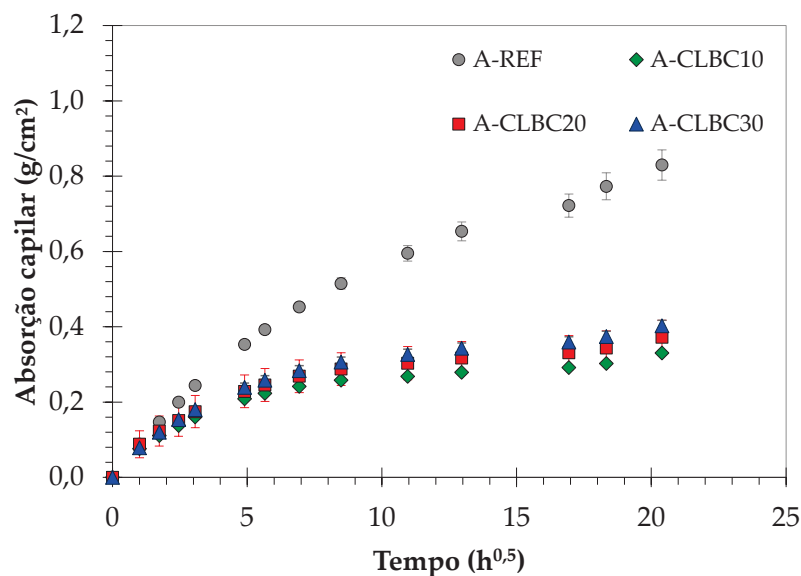 1,2
1,0
0,8
0,6
0,4
0,2
0,0
Absorção capilar (g/cm²)
A-REF
A-CLBC10
A-CLBC20
A-CLBC30
0
5
10
15
20
25
Tempo (h^0,5)